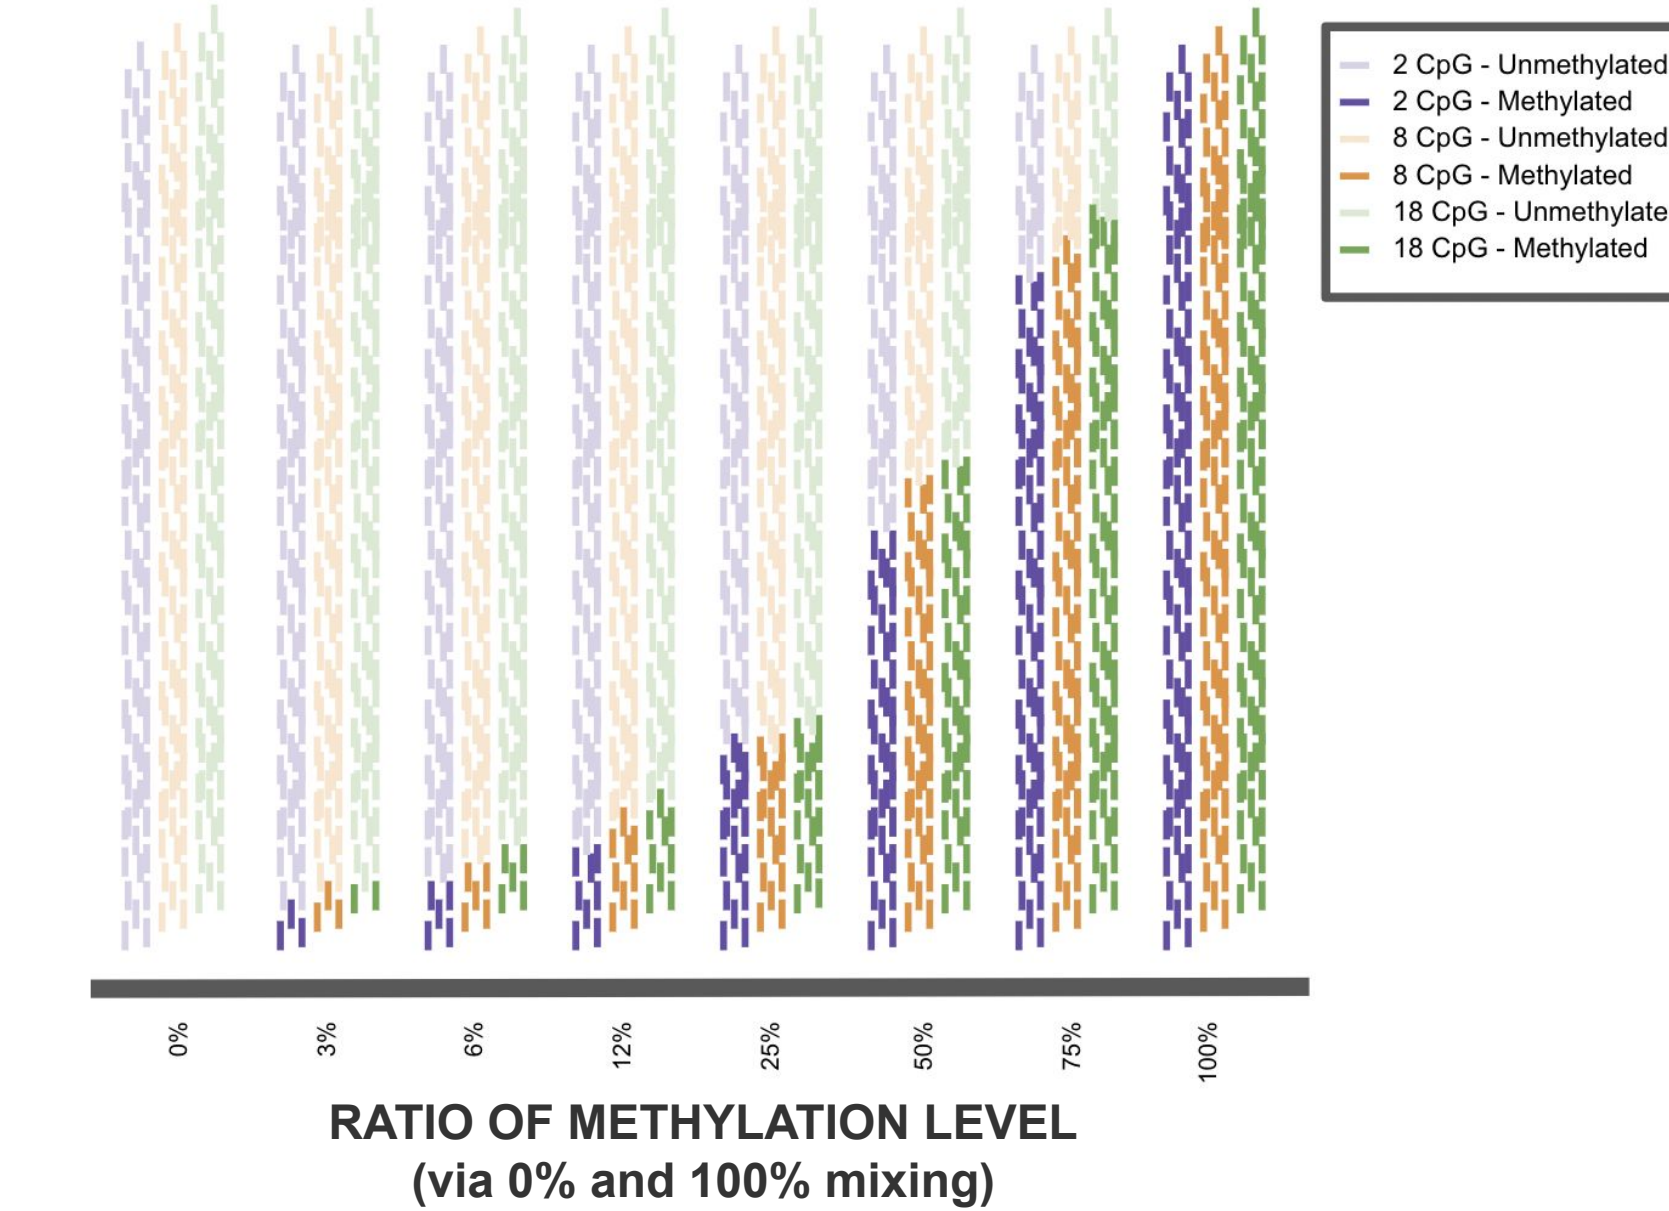 2 CpG - Unmethylated
2 CpG - Methylated
8 CpG - Unmethylated
8 CpG - Methylated
18 CpG - Unmethylate
18 CpG - Methylated
0%
3%
6%
12%
25%
50%
75%
100%
RATIO OF METHYLATION LEVEL
(via 0% and 100% mixing)